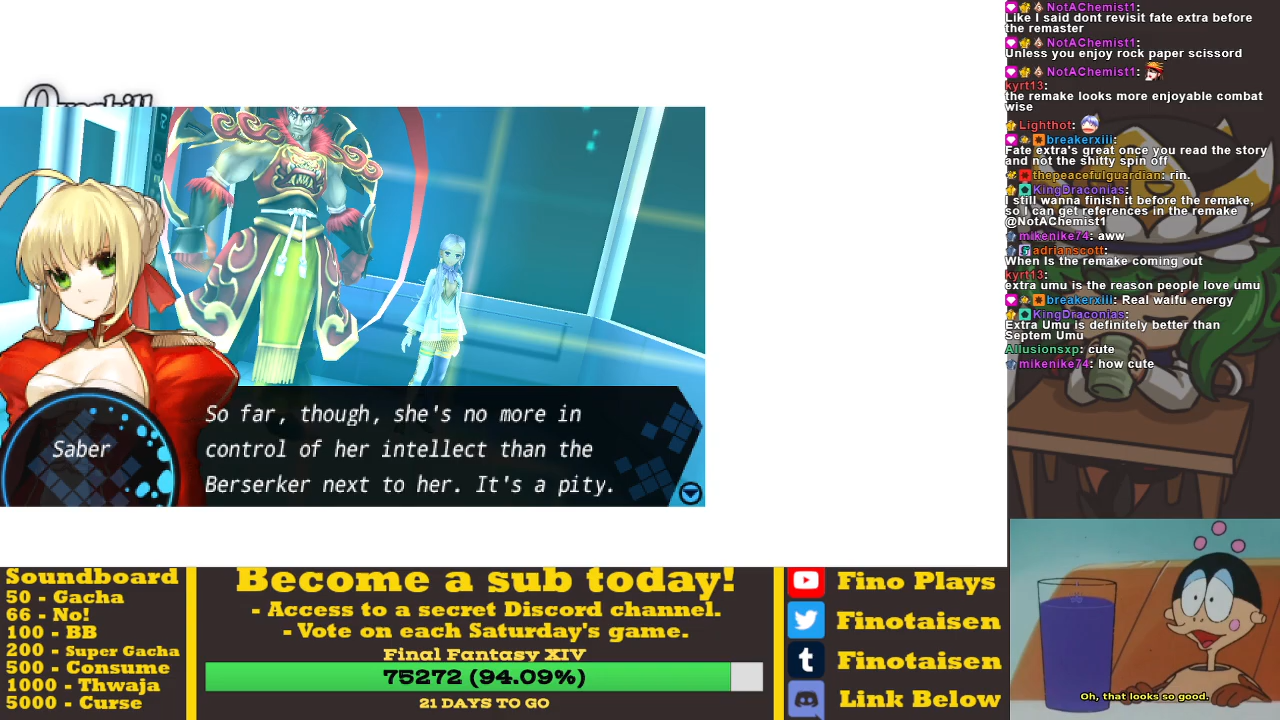 Overkill
So far, though, she's no more in
control of her intellect than the
Berserker next to her. It's a pity.
Saber
NotAChemist1:
Like I said dont revisit fate extra before
the remaster
NotAChemist1:
Unless you enjoy rock paper scissord
NotAChemist1:
kyrt13:
the remake looks more enjoyable combat
wise
Lighthot:
breakerxiii:
Fate extra's great once you read the story
and not the shitty spin off
thepeacefulguardian: rin.
KingDraconias:
I still wanna finish it before the remake,
so I can get references in the remake
@NotAChemist1
mikenike74: aww
adrianscott:
When Is the remake coming out
kyrt13:
extra umu is the reason people love umu
breakerxiii: Real waifu energy
KingDraconias:
Extra Umu is definitely better than
Septem Umu
Allusionsxp: cute
mikenike74: how cute
Soundboard
50 - Gacha
66 - No!
100 - BB
200 - Super Gacha
500 - Consume
1000 - Thwaja
5000 - Curse
Become a sub today!
- Access to a secret Discord channel.
- Vote on each Saturday's game.
Final Fantasy XIV
75272 (94.09%)
21 DAYS TO GO
Fino Plays
Finotaisen
Finotaisen
Link Below
Oh, that looks so good.